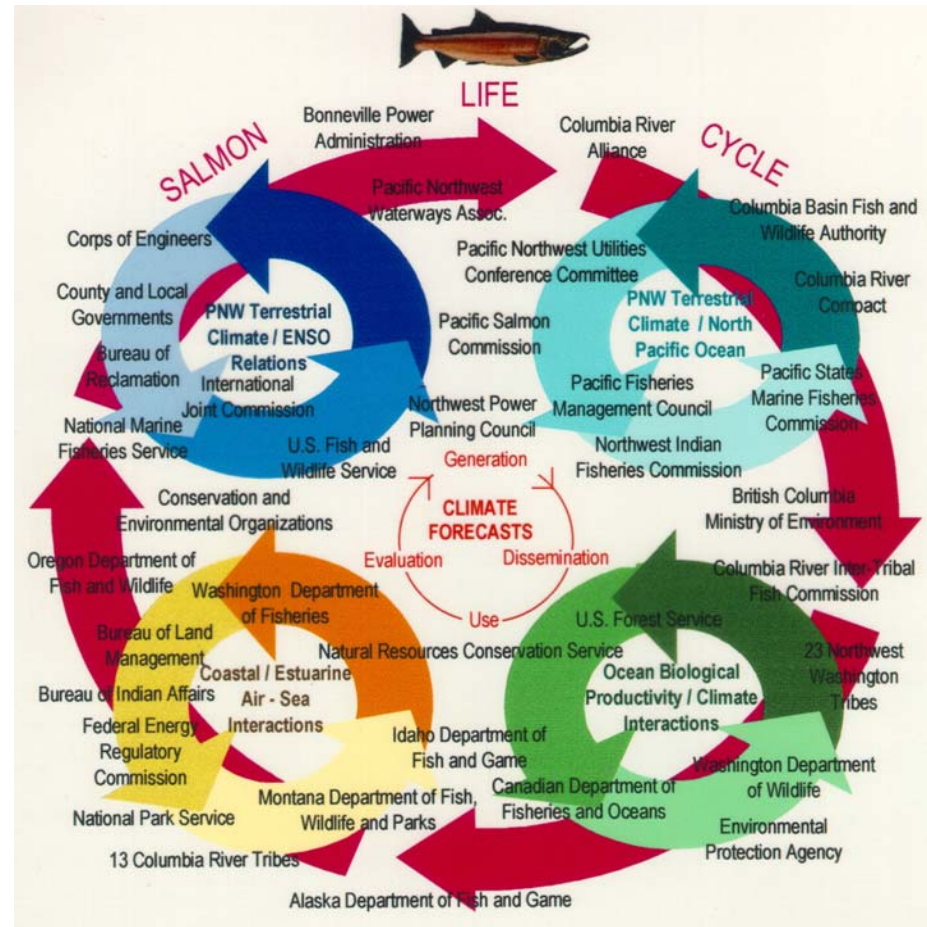 LIFE
SALMON
CYCLE
Bonneville Power
Administration
Columbia River
Alliance
Pacific Northwest
Waterways Assoc.
Columbia Basin Fish and
Wildlife Authority
Corps of Engineers
Pacific Northwest Utilities
Conference Committee
Columbia River
Compact
County and Local
Governments
PNW Terrestrial
Climate / ENSO
Relations
Pacific Salmon
Commission
PNW Terrestrial
Climate / North
Pacific Ocean
Bureau of
Reclamation
International
Joint Commission
Pacific Fisheries
Management Council
Pacific States
Marine Fisheries
Commission
National Marine
Fisheries Service
Northwest Power
Planning Council
U.S. Fish and
Wildlife Service
Northwest Indian
Fisheries Commission
Generation
Conservation and
Environmental Organizations
CLIMATE
FORECASTS
British Columbia
Ministry of Environment
Evaluation
Dissemination
Use
Oregon Department of
Fish and Wildlife
Columbia River Inter-Tribal
Fish Commission
Washington Department
of Fisheries
U.S. Forest Service
Bureau of Land
Management
Natural Resources Conservation Service
23 Northwest
Washington
Tribes
Coastal / Estuarine
Air - Sea
Interactions
Ocean Biological
Productivity / Climate
Interactions
Bureau of Indian Affairs
Federal Energy
Regulatory
Commission
Idaho Department of
Fish and Game
Washington Department
of Wildlife
Canadian Department of
Fisheries and Oceans
Montana Department of Fish,
Wildlife and Parks
National Park Service
Environmental
Protection Agency
13 Columbia River Tribes
Alaska Department of Fish and Game